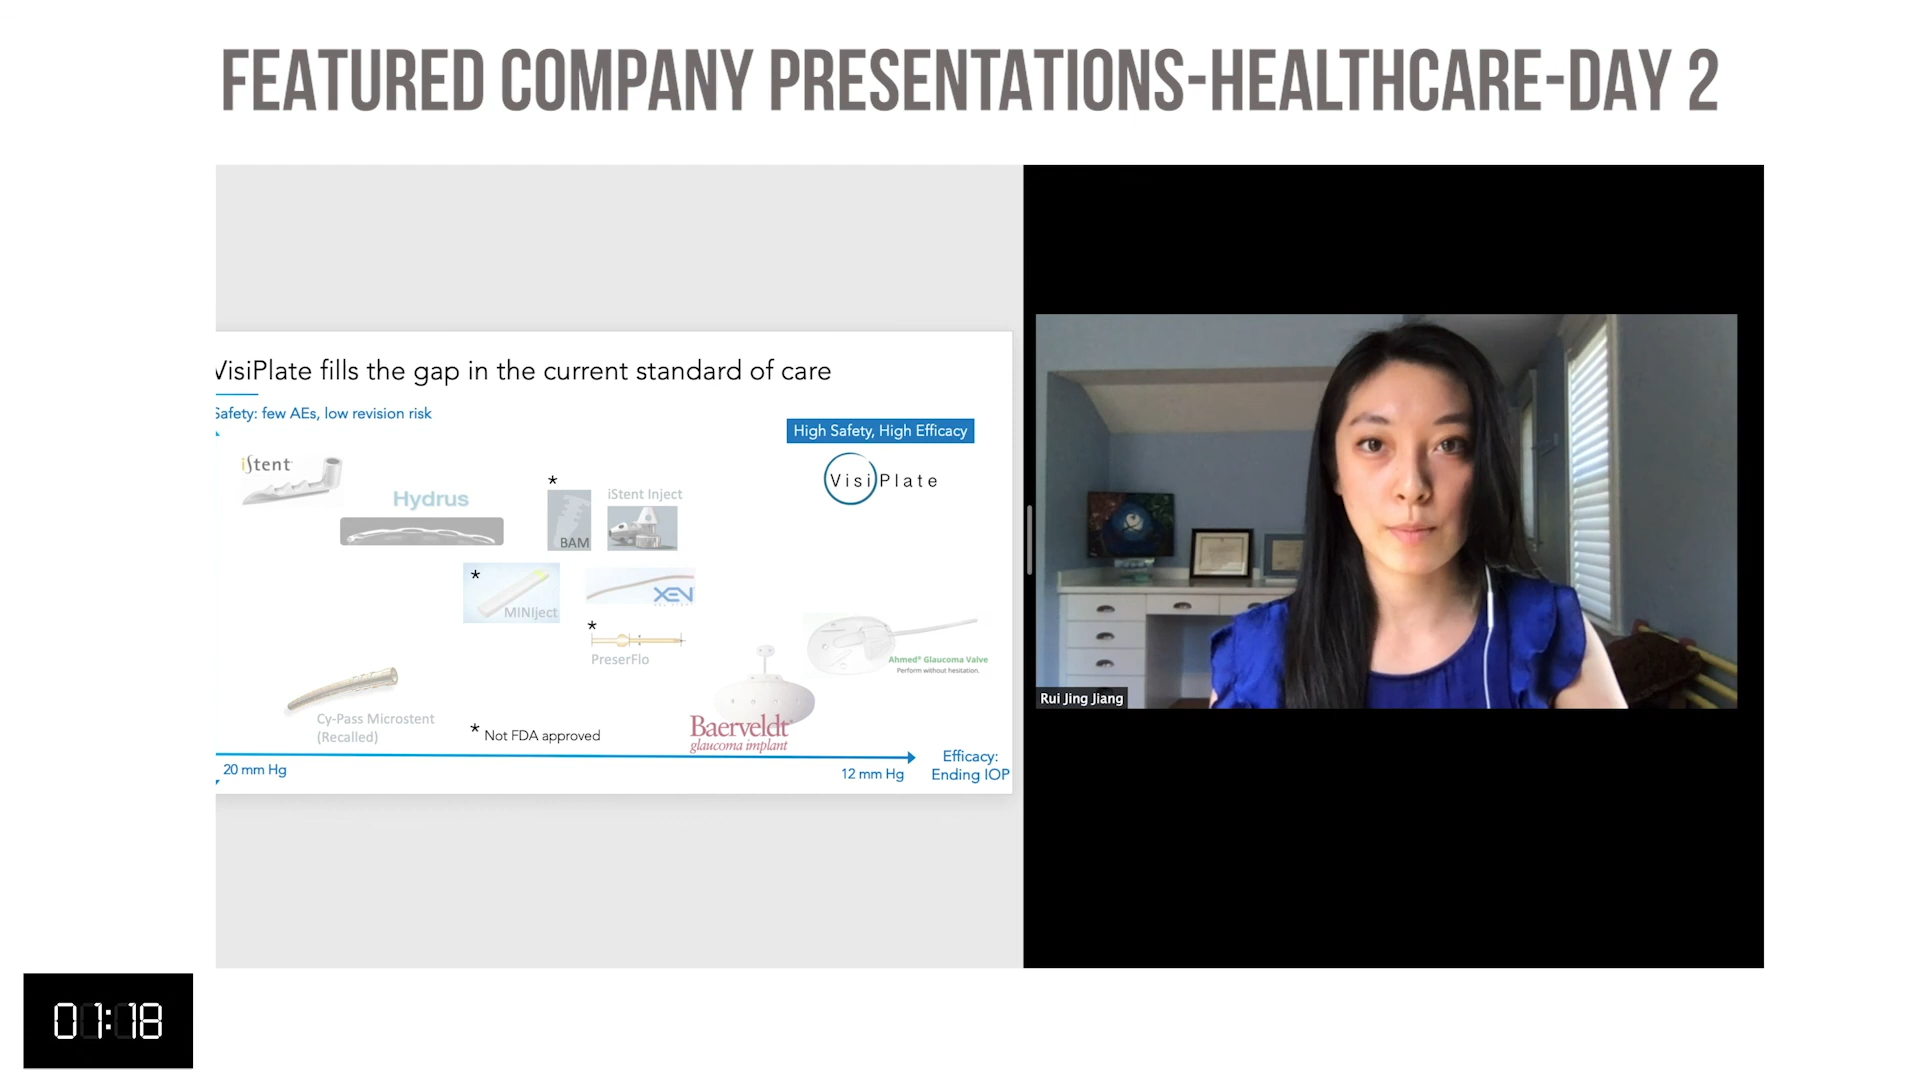 FEATURED COMPANY PRESENTATIONS-HEALTHCARE-DAY 2
VisiPlate fills the gap in the current standard of care
Safety: few AEs, low revision risk
High Safety, High Efficacy
iStent
VisiPlate
Hydrus
*
iStent Inject
BAM
*
MINIject
XEN
*
PreserFlo
Ahmed® Glaucoma Valve
Perform without hesitation.
Cy-Pass Microstent
(Recalled)
* Not FDA approved
Baerveldt
glaucoma implant
20 mm Hg
12 mm Hg
Efficacy:
Ending IOP
Rui Jing Jiang
01:18